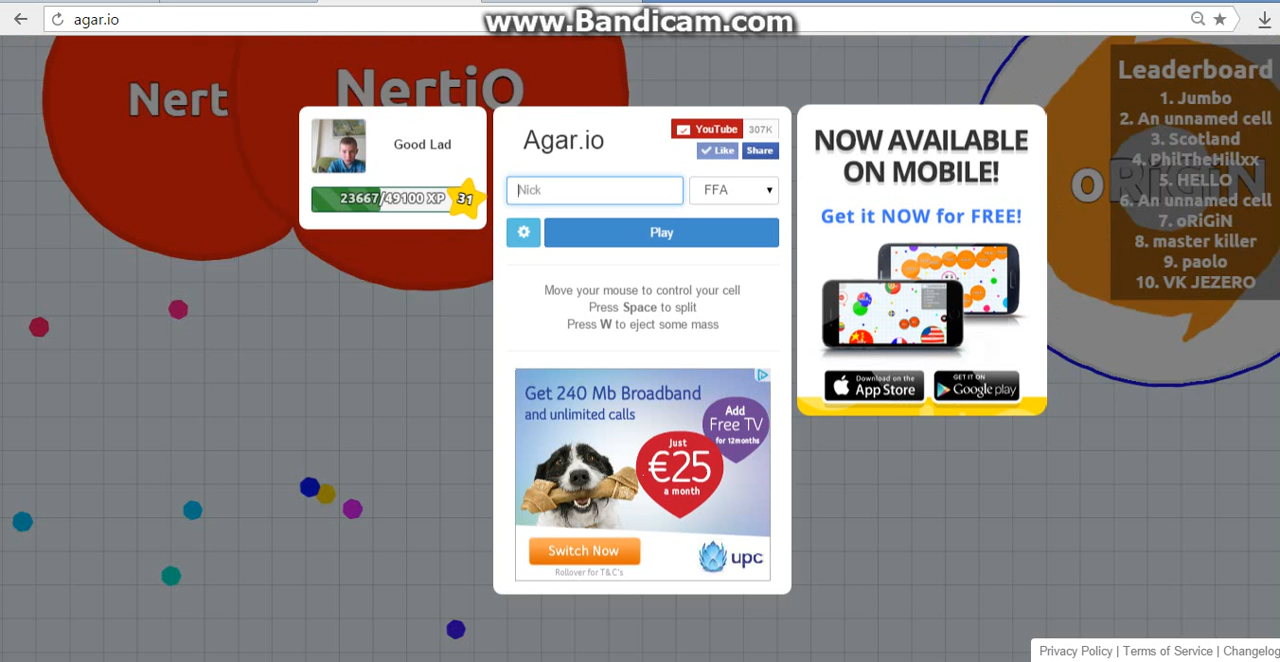 agar.io
www.Bandicam.com
Nert
NertiO
Good Lad
23667/49100 XP
31
Agar.io
YouTube 307K
Like Share
Nick
FFA
Play
Move your mouse to control your cell
Press Space to split
Press W to eject some mass
Get 240 Mb Broadband
and unlimited calls
Add
Free TV
for 12months
Just
€25
a month
Switch Now
Rollover for T&C's
upc
NOW AVAILABLE
ON MOBILE!
Get it NOW for FREE!
Download on the
App Store
GET IT ON
Google play
oRiGiN
Leaderboard
1. Jumbo
2. An unnamed cell
3. Scotland
4. PhilTheHillxx
5. HELLO
6. An unnamed cell
7. oRiGiN
8. master killer
9. paolo
10. VK JEZERO
Privacy Policy | Terms of Service | Changelog